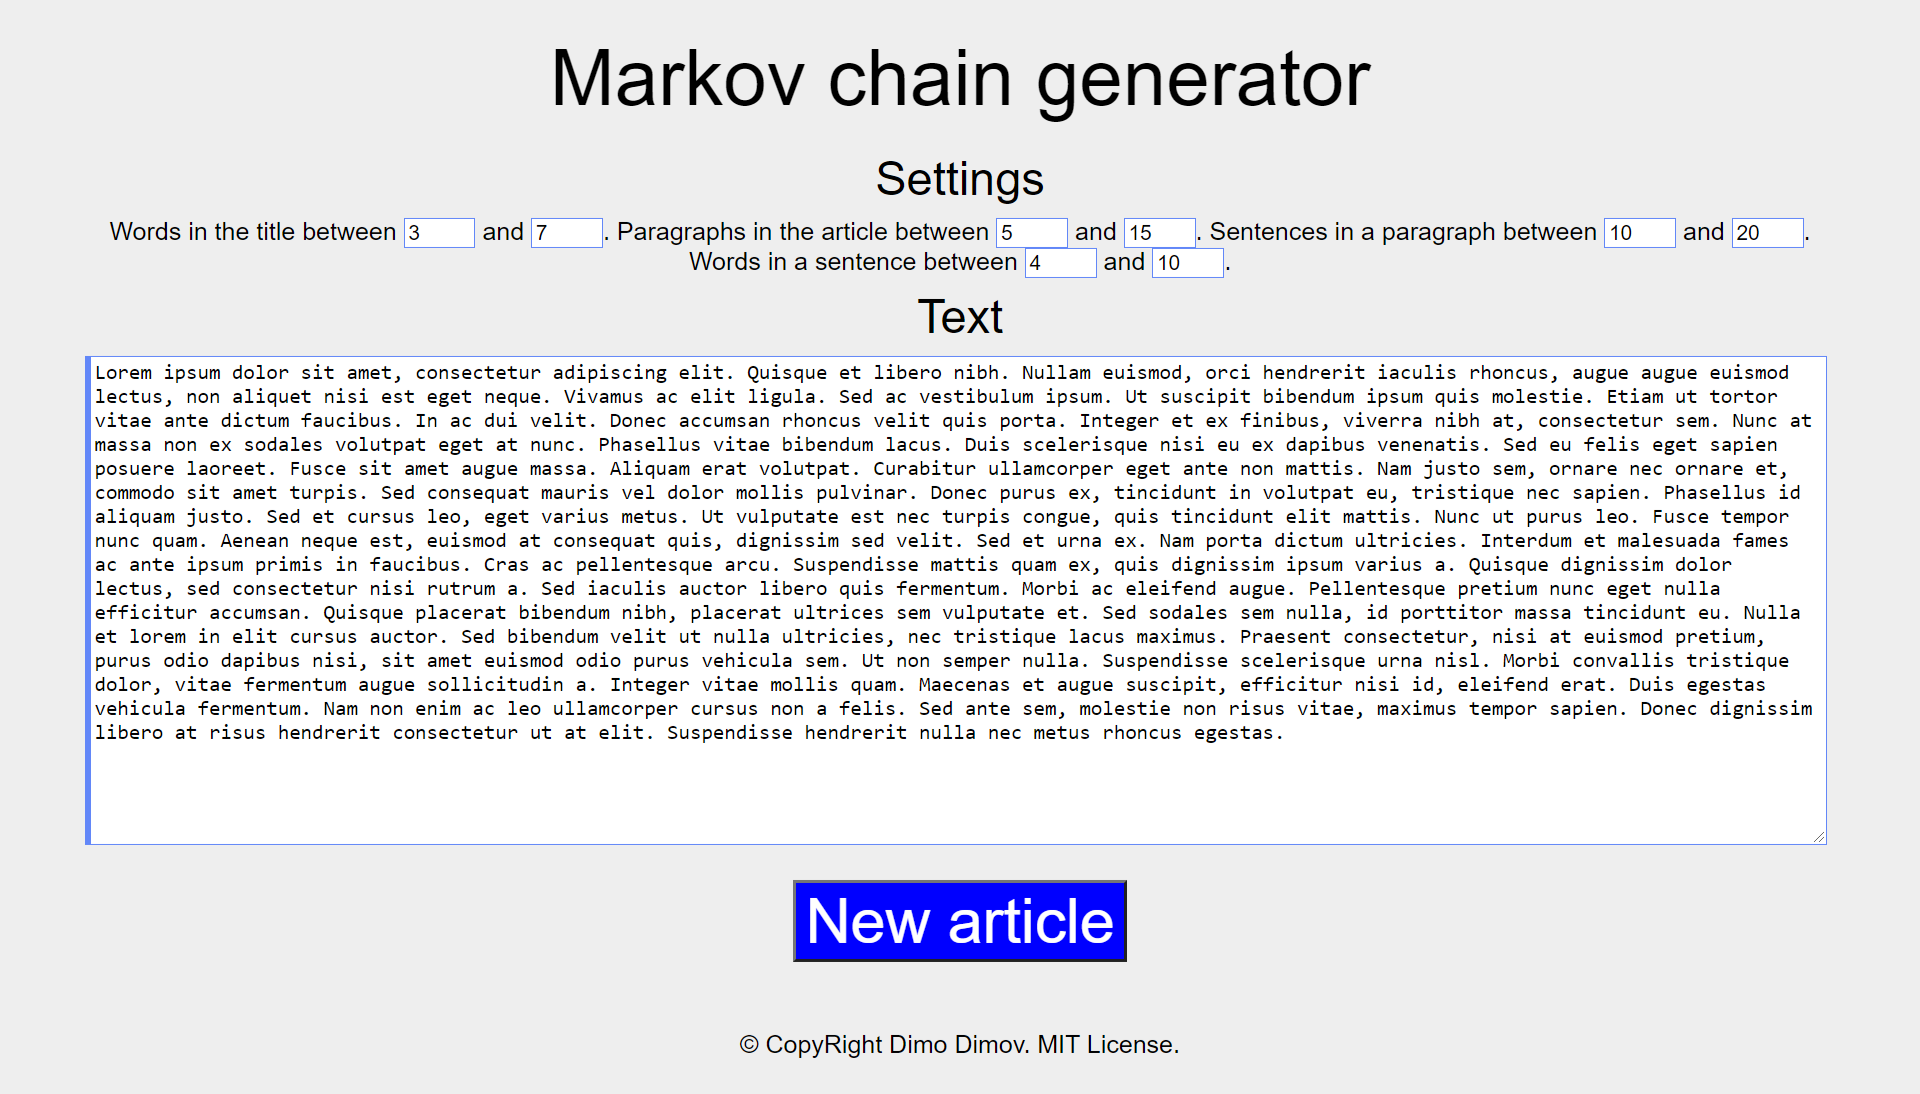 Markov chain generator
Settings
Words in the title between 3 and 7. Paragraphs in the article between 5 and 15. Sentences in a paragraph between 10 and 20.
Words in a sentence between 4 and 10.
Text
Lorem ipsum dolor sit amet, consectetur adipiscing elit. Quisque et libero nibh. Nullam euismod, orci hendrerit iaculis rhoncus, augue augue euismod
lectus, non aliquet nisi est eget neque. Vivamus ac elit ligula. Sed ac vestibulum ipsum. Ut suscipit bibendum ipsum quis molestie. Etiam ut tortor
vitae ante dictum faucibus. In ac dui velit. Donec accumsan rhoncus velit quis porta. Integer et ex finibus, viverra nibh at, consectetur sem. Nunc at
massa non ex sodales volutpat eget at nunc. Phasellus vitae bibendum lacus. Duis scelerisque nisi eu ex dapibus venenatis. Sed eu felis eget sapien
posuere laoreet. Fusce sit amet augue massa. Aliquam erat volutpat. Curabitur ullamcorper eget ante non mattis. Nam justo sem, ornare nec ornare et,
commodo sit amet turpis. Sed consequat mauris vel dolor mollis pulvinar. Donec purus ex, tincidunt in volutpat eu, tristique nec sapien. Phasellus id
aliquam justo. Sed et cursus leo, eget varius metus. Ut vulputate est nec turpis congue, quis tincidunt elit mattis. Nunc ut purus leo. Fusce tempor
nunc quam. Aenean neque est, euismod at consequat quis, dignissim sed velit. Sed et urna ex. Nam porta dictum ultricies. Interdum et malesuada fames
ac ante ipsum primis in faucibus. Cras ac pellentesque arcu. Suspendisse mattis quam ex, quis dignissim ipsum varius a. Quisque dignissim dolor
lectus, sed consectetur nisi rutrum a. Sed iaculis auctor libero quis fermentum. Morbi ac eleifend augue. Pellentesque pretium nunc eget nulla
efficitur accumsan. Quisque placerat bibendum nibh, placerat ultrices sem vulputate et. Sed sodales sem nulla, id porttitor massa tincidunt eu. Nulla
et lorem in elit cursus auctor. Sed bibendum velit ut nulla ultricies, nec tristique lacus maximus. Praesent consectetur, nisi at euismod pretium,
purus odio dapibus nisi, sit amet euismod odio purus vehicula sem. Ut non semper nulla. Suspendisse scelerisque urna nisl. Morbi convallis tristique
dolor, vitae fermentum augue sollicitudin a. Integer vitae mollis quam. Maecenas et augue suscipit, efficitur nisi id, eleifend erat. Duis egestas
vehicula fermentum. Nam non enim ac leo ullamcorper cursus non a felis. Sed ante sem, molestie non risus vitae, maximus tempor sapien. Donec dignissim
libero at risus hendrerit consectetur ut at elit. Suspendisse hendrerit nulla nec metus rhoncus egestas.
New article
© CopyRight Dimo Dimov. MIT License.